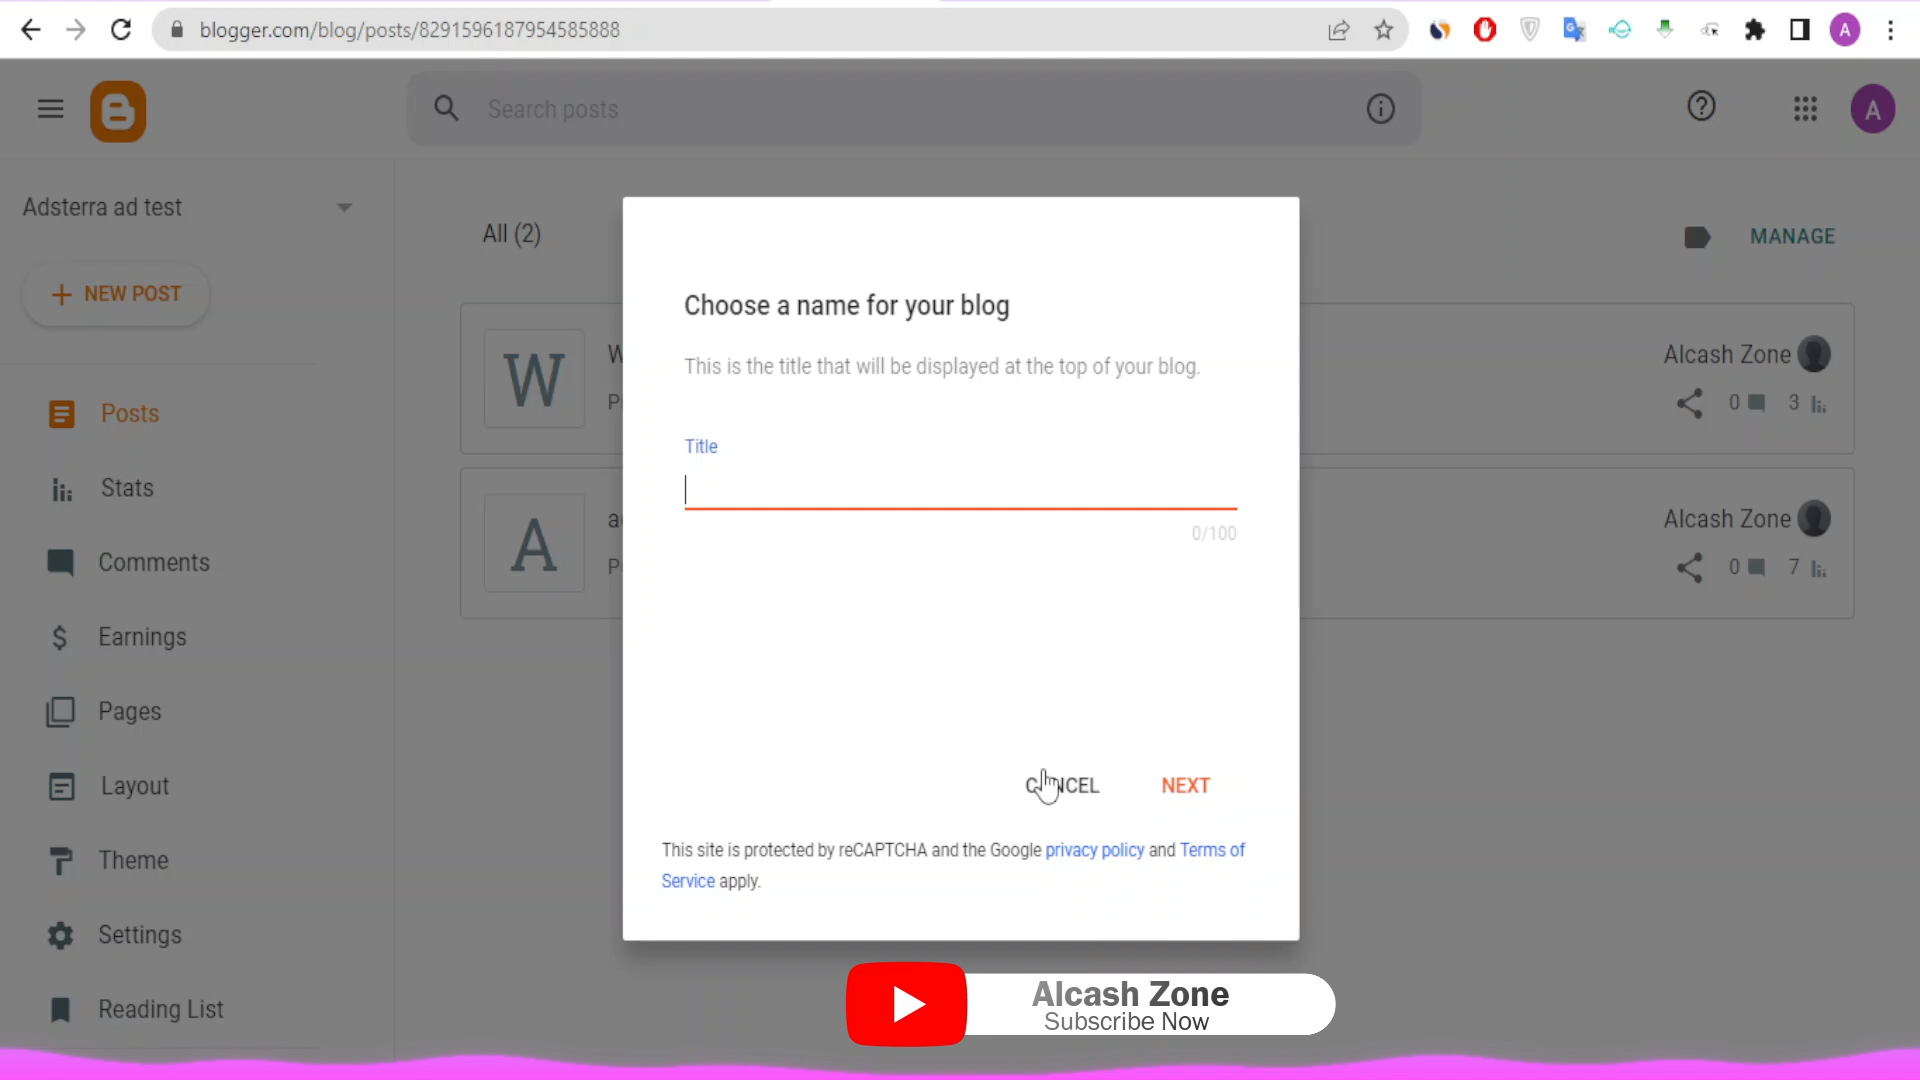 blogger.com/blog/posts/8291596187954585888
A
Search posts
A
Adsterra ad test
NEW POST
All (2)
MANAGE
Posts
Stats
Comments
Earnings
Pages
Layout
Theme
Settings
Reading List
W
Alcash Zone
0
3
A
Alcash Zone
0
7
Choose a name for your blog
This is the title that will be displayed at the top of your blog.
Title
0/100
CANCEL
NEXT
This site is protected by reCAPTCHA and the Google privacy policy and Terms of
Service apply.
Alcash Zone
Subscribe Now